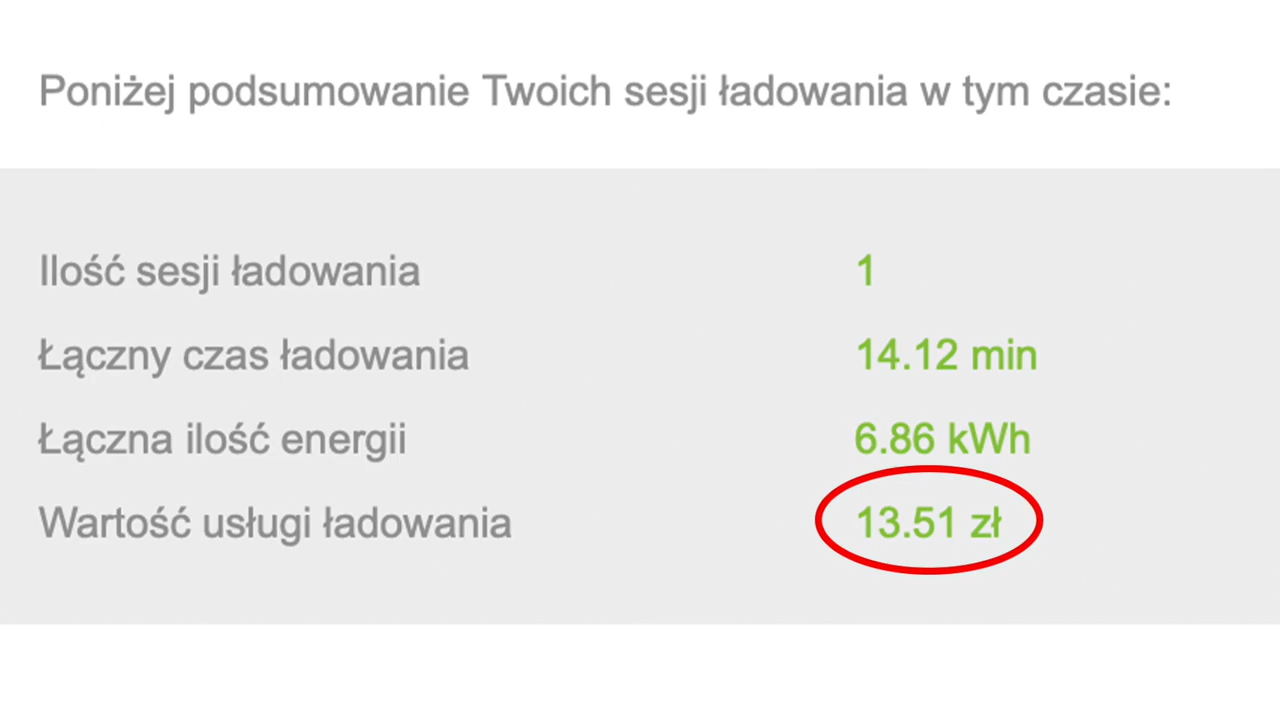 Poniżej podsumowanie Twoich sesji ładowania w tym czasie:
Ilość sesji ładowania 1
Łączny czas ładowania 14.12 min
Łączna ilość energii 6.86 kWh
Wartość usługi ładowania 13.51 zł